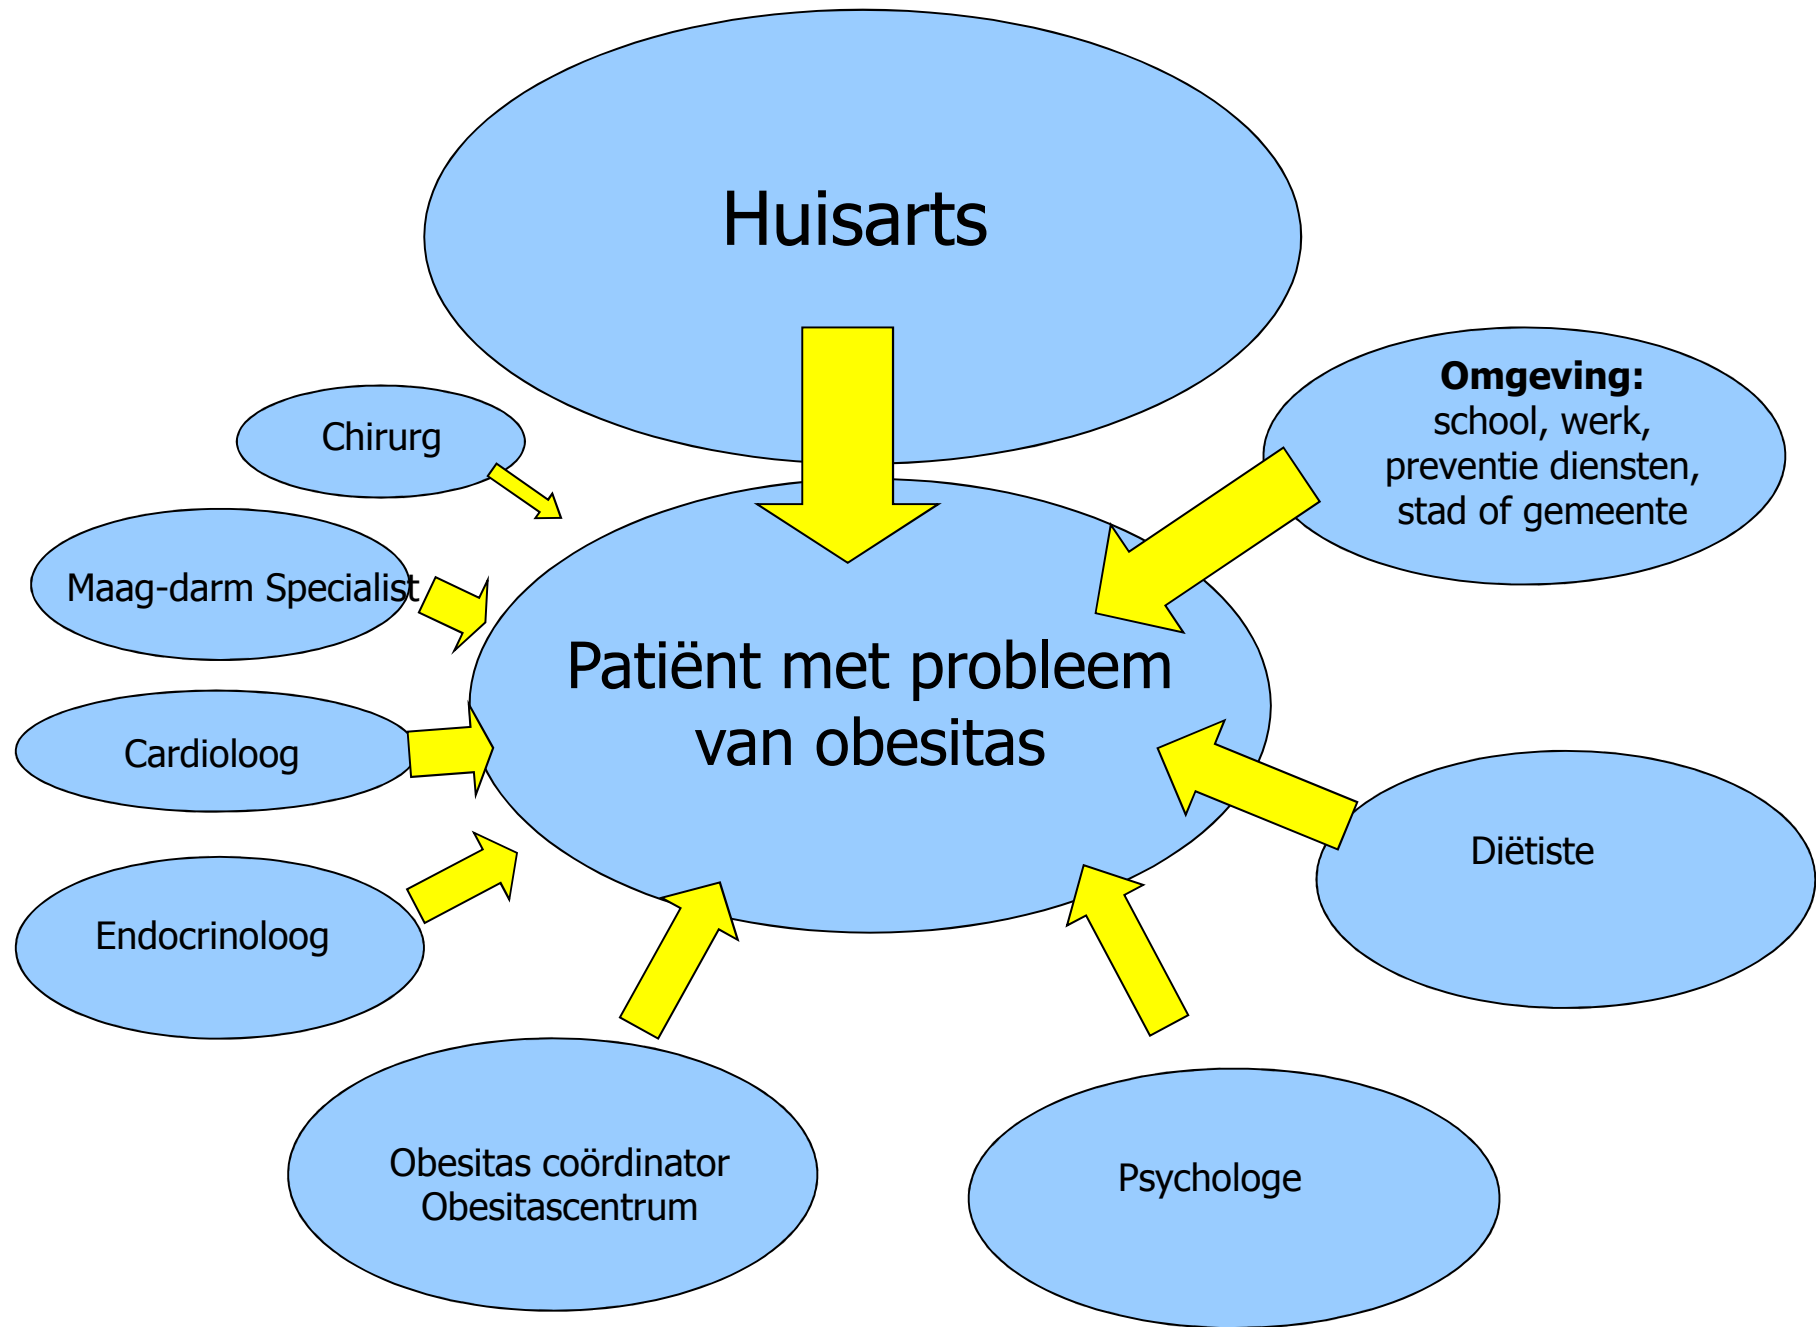 Huisarts
Chirurg
Omgeving:
school, werk,
preventie diensten,
stad of gemeente
Maag-darm Specialist
Patiënt met probleem
van obesitas
Cardioloog
Diëtiste
Endocrinoloog
Obesitas coördinator
Obesitascentrum
Psychologe